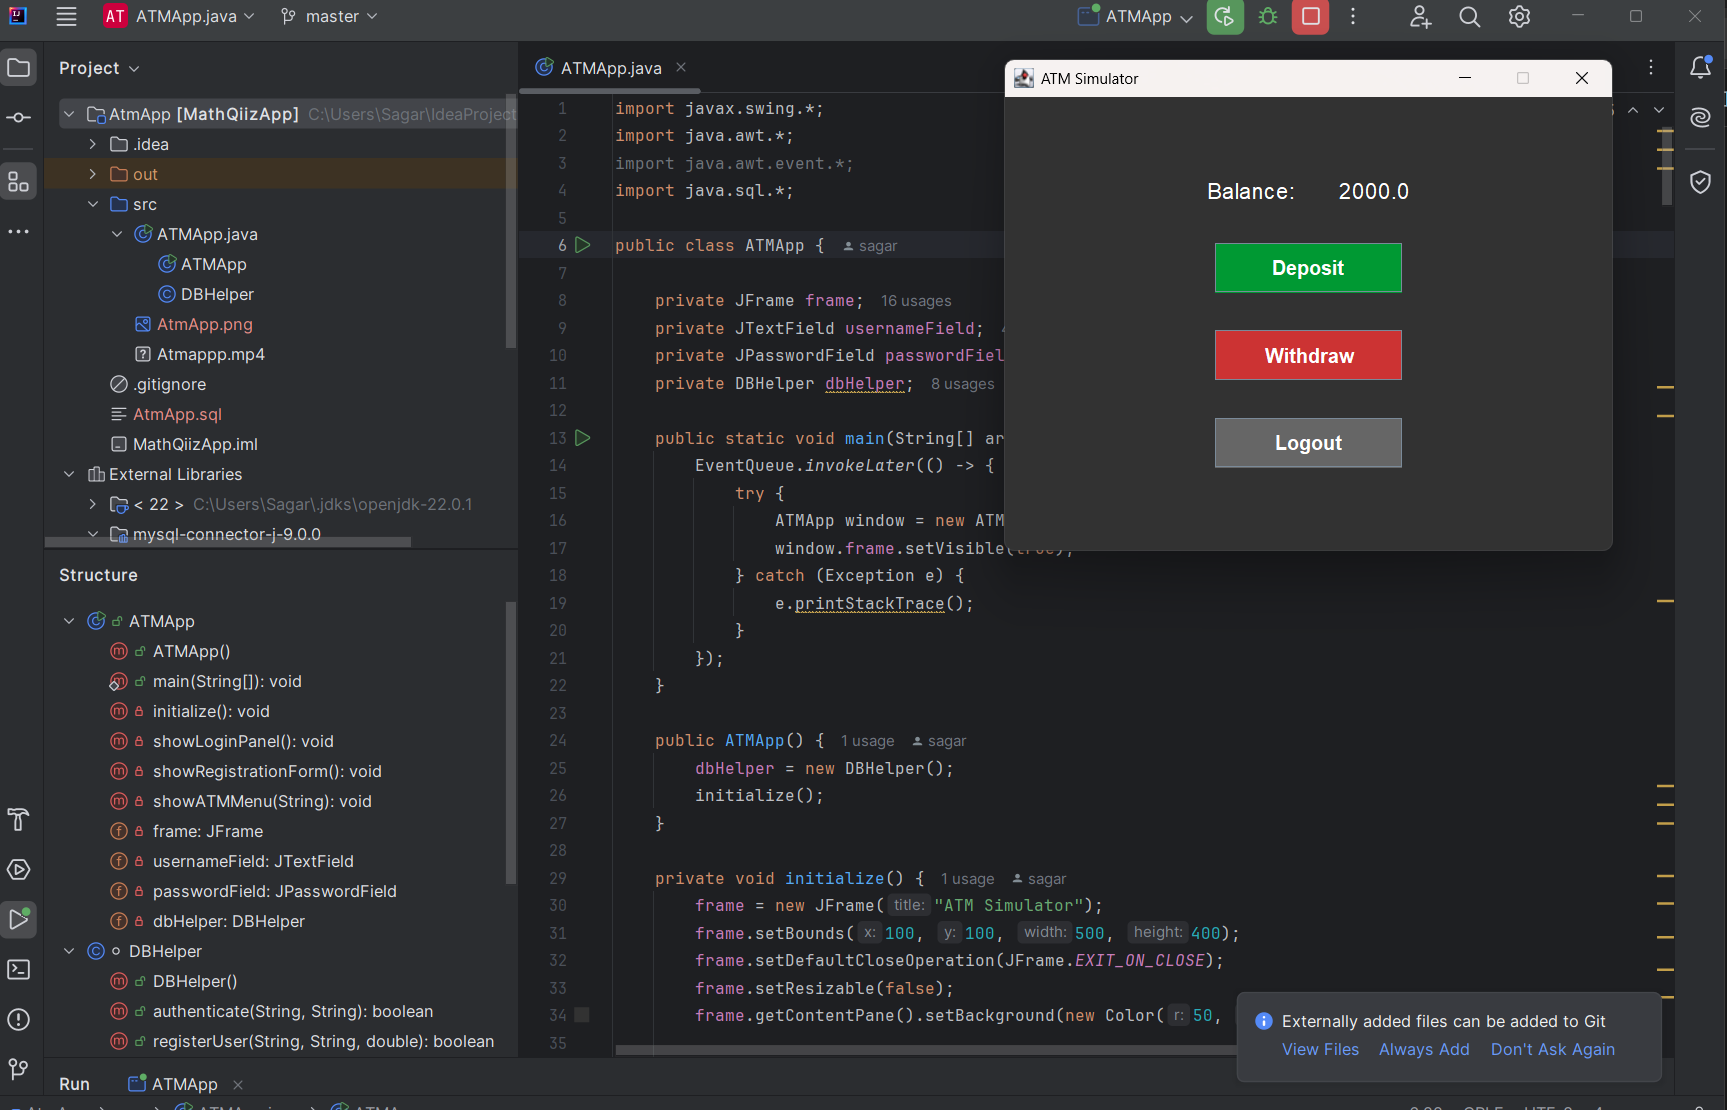 AT ATMApp.java master ATMApp
Project
AtmApp [MathQiizApp] C:\Users\Sagar\IdeaProject
.idea
out
src
ATMApp.java
ATMApp
DBHelper
AtmApp.png
Atmappp.mp4
.gitignore
AtmApp.sql
MathQiizApp.iml
External Libraries
< 22 > C:\Users\Sagar\.jdks\openjdk-22.0.1
mysql-connector-j-9.0.0
Structure
ATMApp
ATMApp()
main(String[]): void
initialize(): void
showLoginPanel(): void
showRegistrationForm(): void
showATMMenu(String): void
frame: JFrame
usernameField: JTextField
passwordField: JPasswordField
dbHelper: DBHelper
DBHelper
DBHelper()
authenticate(String, String): boolean
registerUser(String, String, double): boolean
ATMApp.java
1 import javax.swing.*;
2 import java.awt.*;
3 import java.awt.event.*;
4 import java.sql.*;
5
6 public class ATMApp { sagar
7
8 private JFrame frame; 16 usages
9 private JTextField usernameField;
10 private JPasswordField passwordFiel
11 private DBHelper dbHelper; 8 usages
12
13 public static void main(String[] ar
14 EventQueue.invokeLater(() -> {
15 try {
16 ATMApp window = new ATM
17 window.frame.setVisible(true);
18 } catch (Exception e) {
19 e.printStackTrace();
20 }
21 });
22 }
23
24 public ATMApp() { 1 usage sagar
25 dbHelper = new DBHelper();
26 initialize();
27 }
28
29 private void initialize() { 1 usage sagar
30 frame = new JFrame( title: "ATM Simulator");
31 frame.setBounds( x: 100, y: 100, width: 500, height: 400);
32 frame.setDefaultCloseOperation(JFrame.EXIT_ON_CLOSE);
33 frame.setResizable(false);
34 frame.getContentPane().setBackground(new Color( r: 50,
35
ATM Simulator
Balance: 2000.0
Deposit
Withdraw
Logout
Externally added files can be added to Git
View Files Always Add Don't Ask Again
Run ATMApp